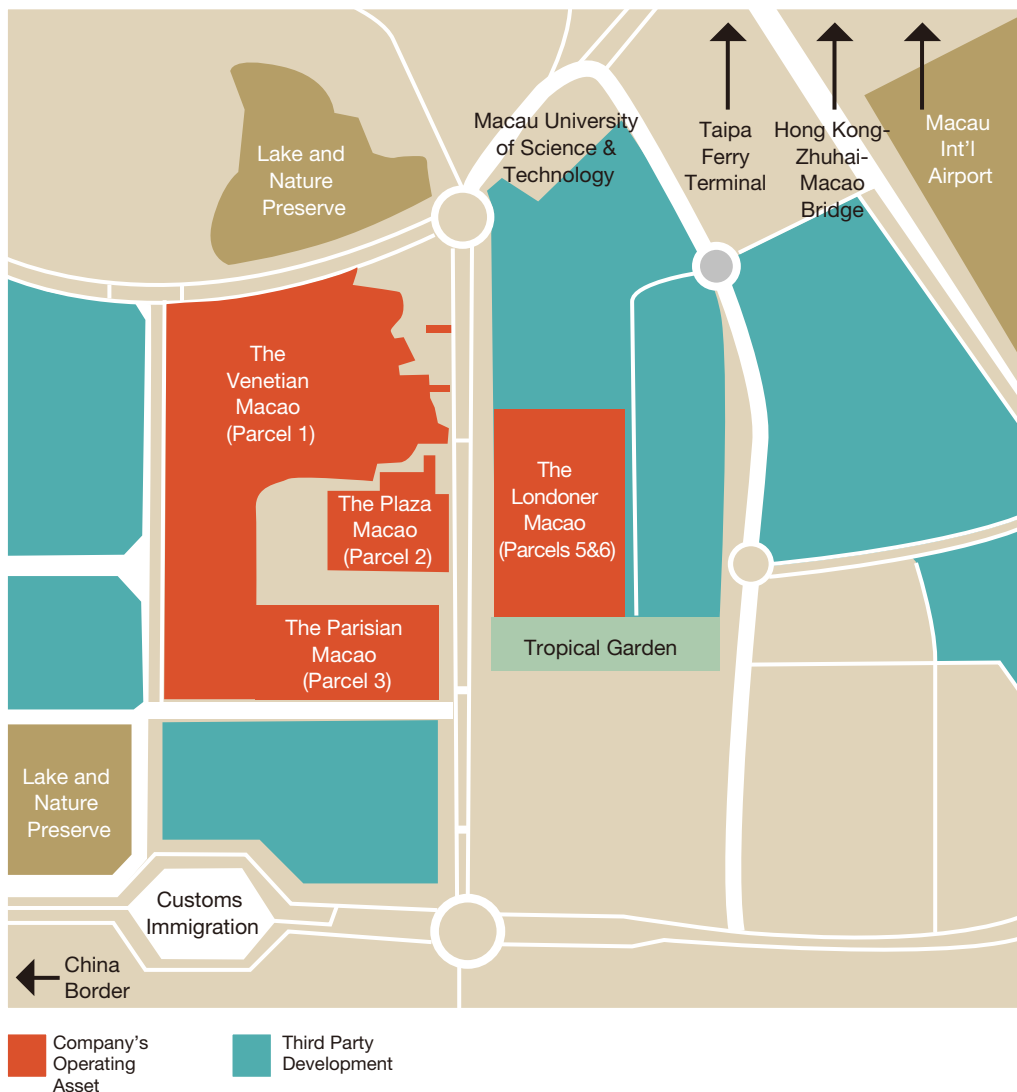 Macau University
of Science &
Technology
Taipa
Ferry
Terminal
Hong Kong-
Zhuhai-
Macao
Bridge
Macau
Int'l
Airport
Lake and
Nature
Preserve
The
Venetian
Macao
(Parcel 1)
The Plaza
Macao
(Parcel 2)
The
Londoner
Macao
(Parcels 5&6)
The Parisian
Macao
(Parcel 3)
Tropical Garden
Lake and
Nature
Preserve
Customs
Immigration
China
Border
Company's
Operating
Asset
Third Party
Development